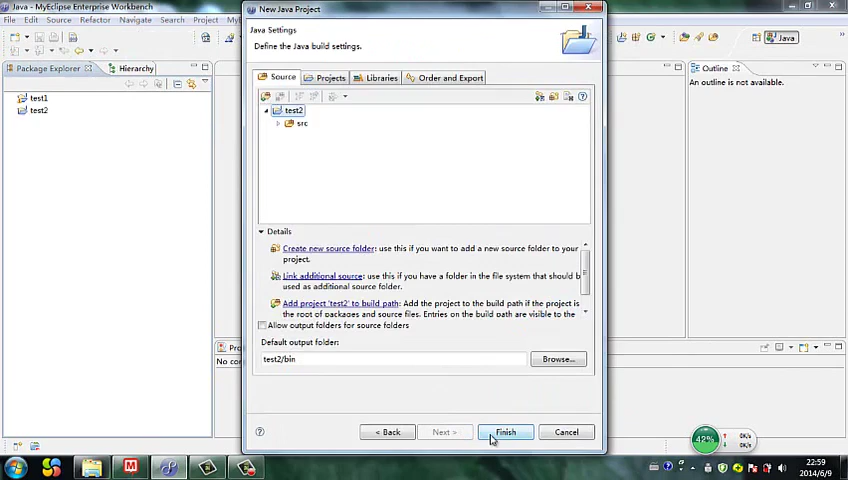 Java - MyEclipse Enterprise Workbench
New Java Project
File Edit Source Refactor Navigate Search Project
Java Settings
Define the Java build settings.
Java
Package Explorer Hierarchy
Source Projects Libraries Order and Export
Outline
An outline is not available.
test1
test2
test2
src
Details
Create new source folder: use this if you want to add a new source folder to your
project.
Link additional source: use this if you have a folder in the file system that should be
used as additional source folder.
Add project 'test2' to build path: Add the project to the build path if the project is
the root of packages and source files. Entries on the build path are visible to the
Allow output folders for source folders
Default output folder:
test2/bin
Browse...
< Back Next > Finish Cancel
42%
0K/s
0K/s
22:59
2014/6/9